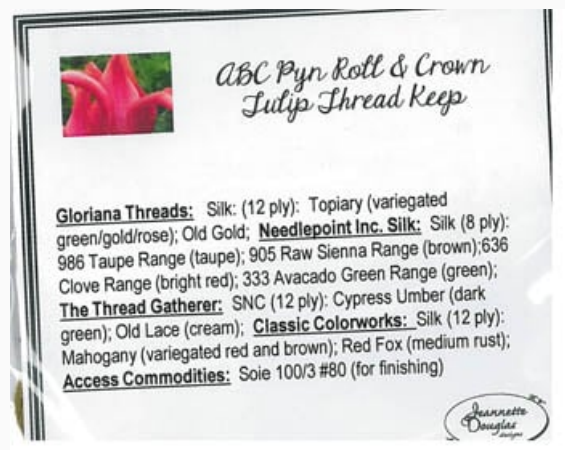 ABC Pyn Roll & Crown
Tulip Thread Keep
Gloriana Threads: Silk: (12 ply): Topiary (variegated
green/gold/rose); Old Gold; Needlepoint Inc. Silk: Silk (8 ply):
986 Taupe Range (taupe); 905 Raw Sienna Range (brown);636
Clove Range (bright red); 333 Avacado Green Range (green);
The Thread Gatherer: SNC (12 ply): Cypress Umber (dark
green); Old Lace (cream); Classic Colorworks: Silk (12 ply):
Mahogany (variegated red and brown); Red Fox (medium rust);
Access Commodities: Soie 100/3 #80 (for finishing)
Jeannette
Douglas
designs